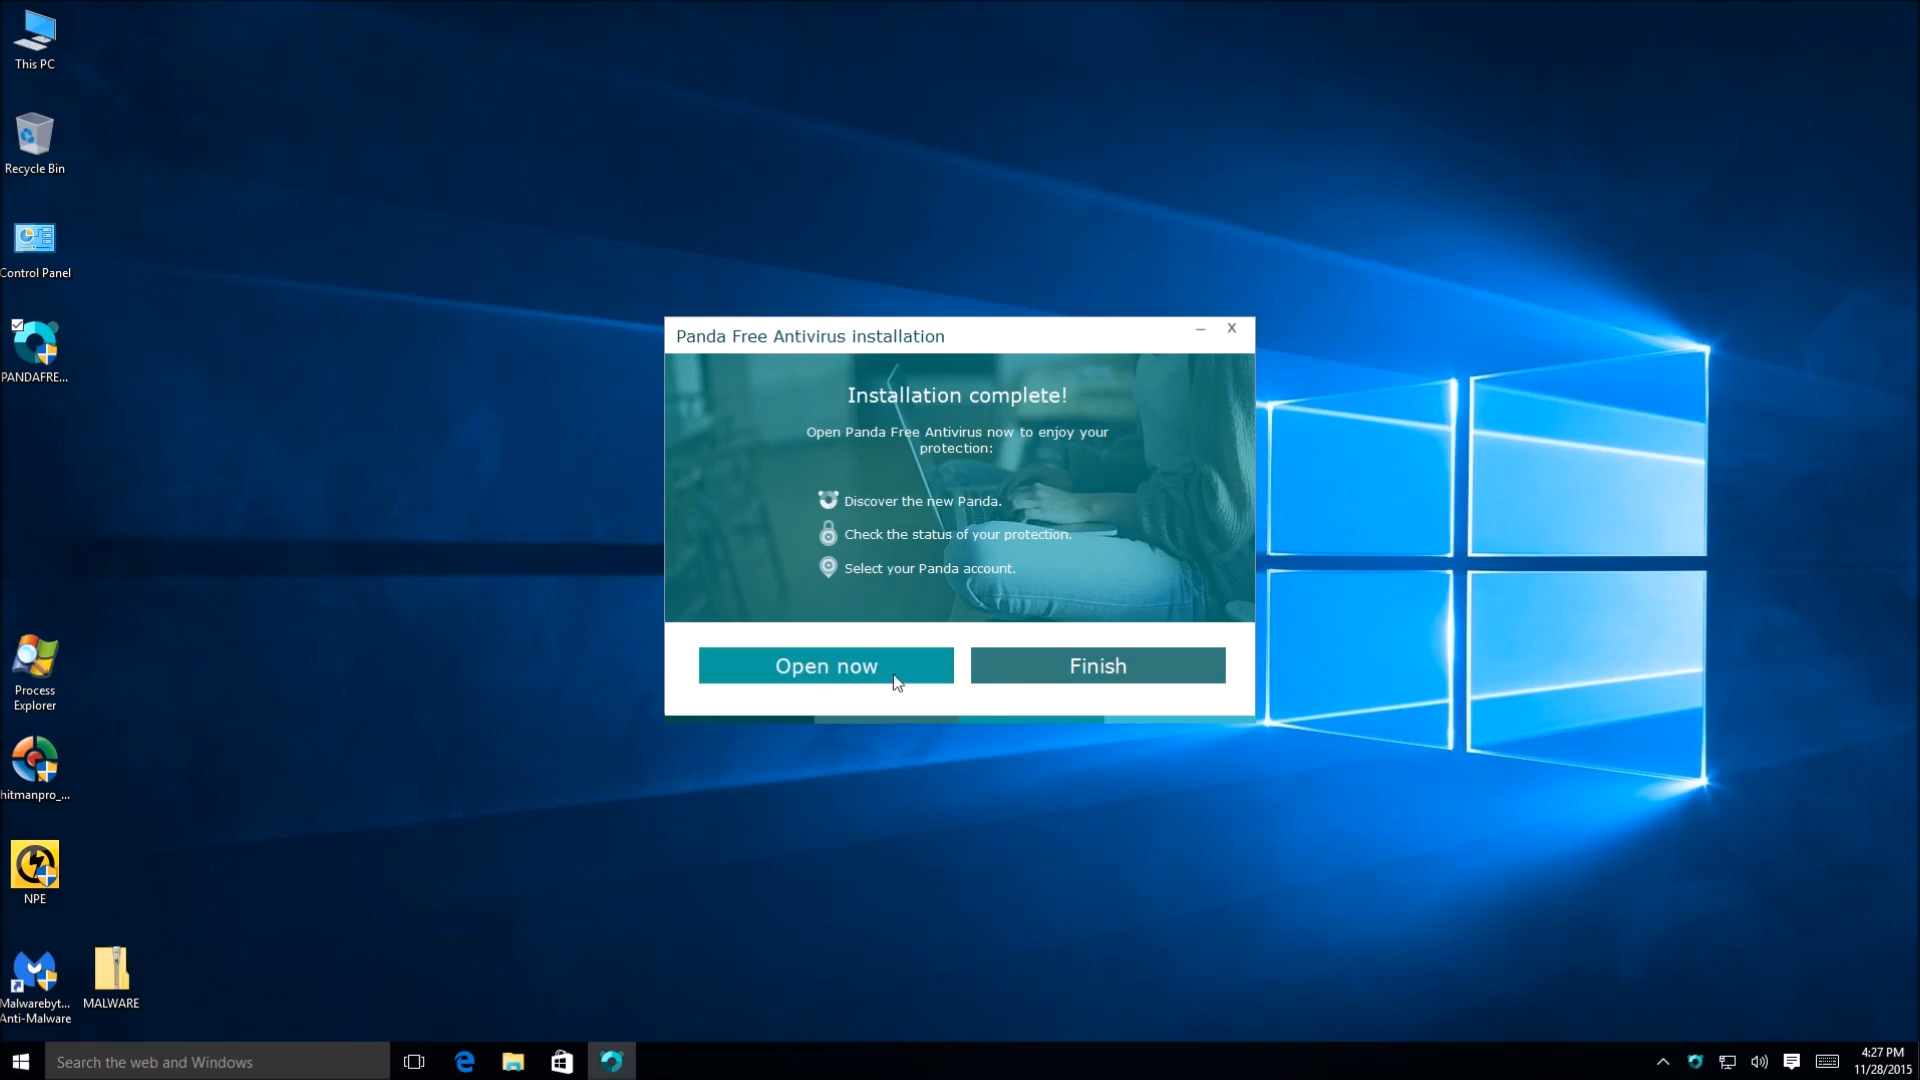 This PC
Recycle Bin
Control Panel
PANDAFRE...
Process
Explorer
hitmanpro_...
NPE
Malwarebyt...
Anti-Malware
MALWARE
Panda Free Antivirus installation
Installation complete!
Open Panda Free Antivirus now to enjoy your
protection:
Discover the new Panda.
Check the status of your protection.
Select your Panda account.
Open now
Finish
Search the web and Windows
4:27 PM
11/28/2015